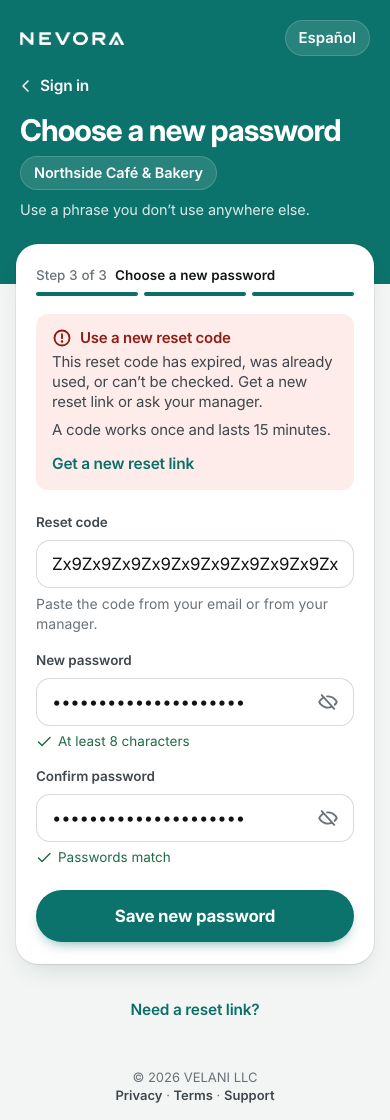 NEVORA
Español
Sign in
Choose a new password
Northside Café & Bakery
Use a phrase you don't use anywhere else.
Step 3 of 3 Choose a new password
Use a new reset code
This reset code has expired, was already
used, or can't be checked. Get a new
reset link or ask your manager.
A code works once and lasts 15 minutes.
Get a new reset link
Reset code
Zx9Zx9Zx9Zx9Zx9Zx9Zx9Zx9Zx9Zx
Paste the code from your email or from your
manager.
New password
At least 8 characters
Confirm password
Passwords match
Save new password
Need a reset link?
© 2026 VELANI LLC
Privacy · Terms · Support